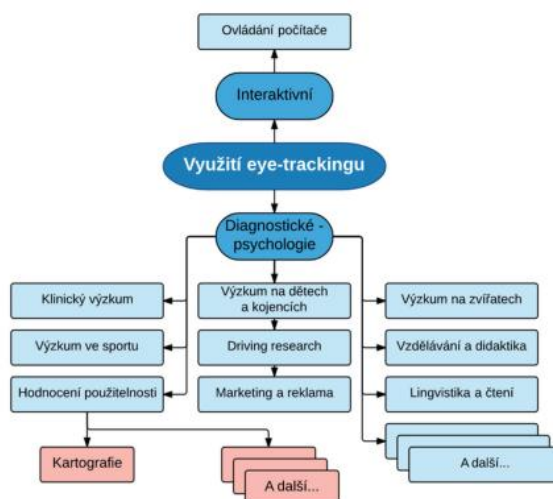 Ovládání počítače
Interaktivní
Využití eye-trackingu
Diagnostické -
psychologie
Klinický výzkum
Výzkum na dětech
a kojencích
Výzkum na zvířatech
Výzkum ve sportu
Driving research
Vzdělávání a didaktika
Hodnocení použitelnosti
Marketing a reklama
Lingvistika a čtení
Kartografie
A další...
A další...